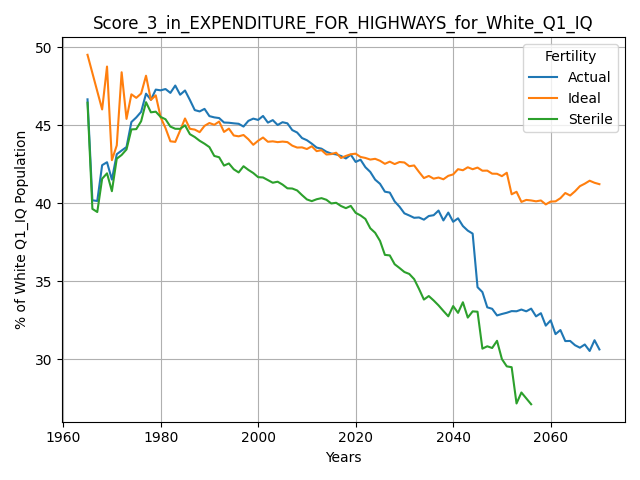 Score_3_in_EXPENDITURE_FOR_HIGHWAYS_for_White_Q1_IQ
% of White Q1_IQ Population
50
45
40
35
30
Fertility
Actual
Ideal
Sterile
1960
1980
2000
2020
2040
2060
Years